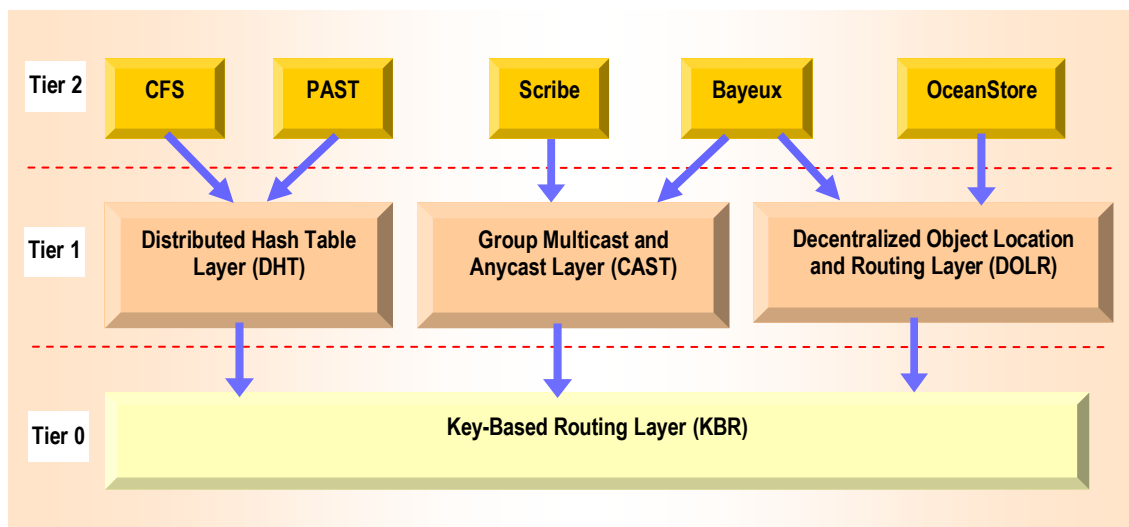 Tier 2
CFS
PAST
Scribe
Bayeux
OceanStore
Tier 1
Distributed Hash Table
Layer (DHT)
Group Multicast and
Anycast Layer (CAST)
Decentralized Object Location
and Routing Layer (DOLR)
Tier 0
Key-Based Routing Layer (KBR)